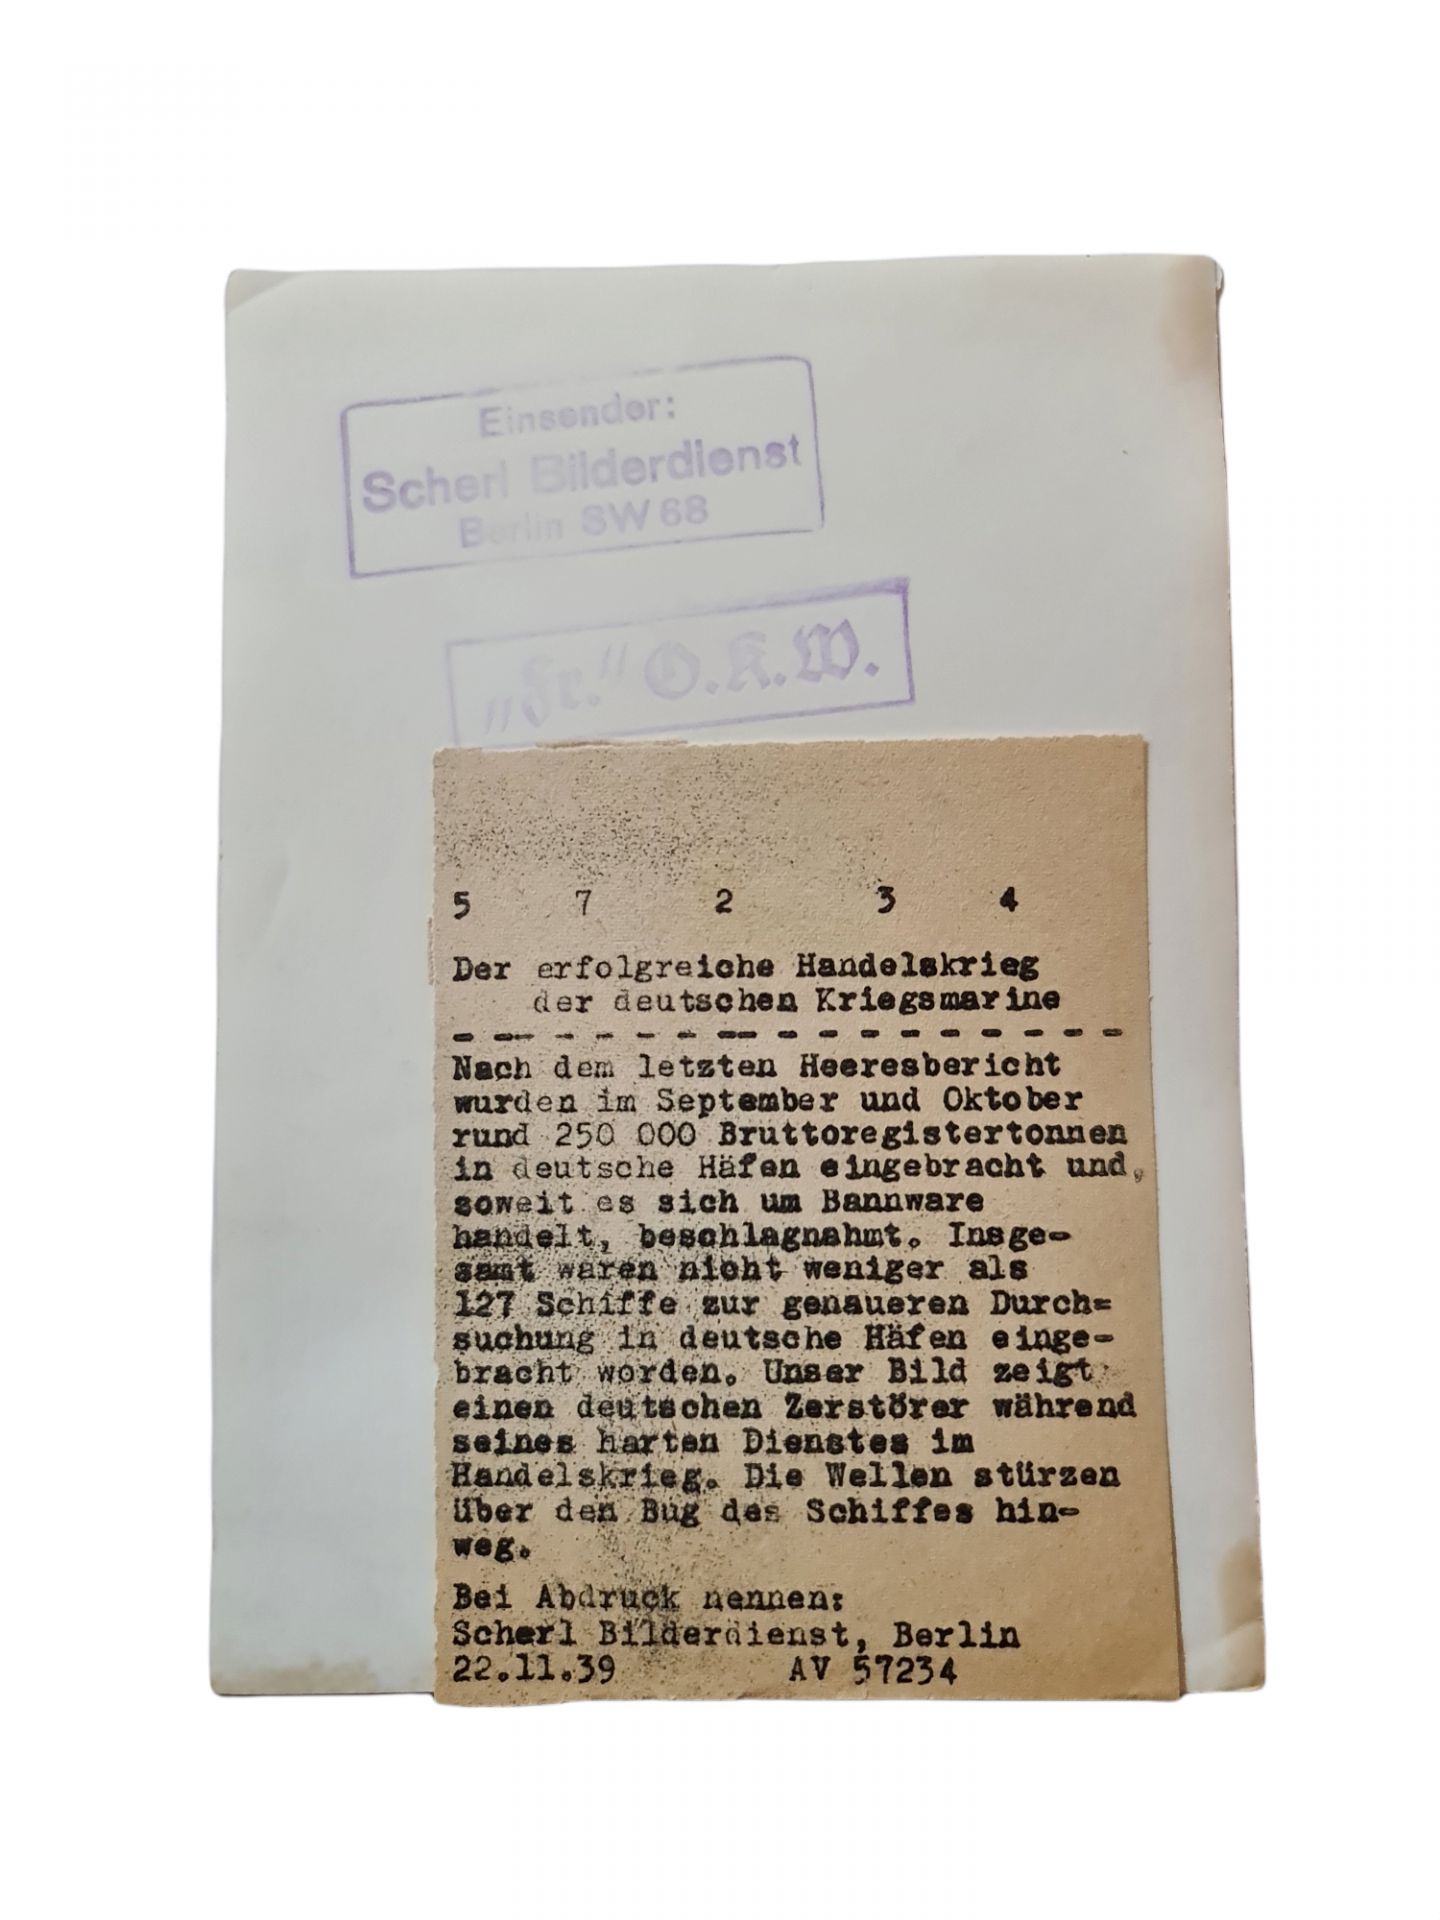 Einsender:
Scherl Bilderdienst
Berlin SW 68
„Fr." O.K.W.
5 7 2 3 4
Der erfolgreiche Handelskrieg
der deutschen Kriegsmarine
- - - - - - - - - - - - - - - - -
Nach dem letzten Heeresbericht
wurden im September und Oktober
rund 250 000 Bruttoregistertonnen
in deutsche Häfen eingebracht und,
soweit es sich um Bannware
handelt, beschlagnahmt. Insge-
samt waren nicht weniger als
127 Schiffe zur genaueren Durch=
suchung in deutsche Häfen einge-
bracht worden. Unser Bild zeigt
einen deutschen Zerstörer während
seines harten Dienstes im
Handelskrieg. Die Wellen stürzen
über den Bug des Schiffes hin-
weg.
Bei Abdruck nennen:
Scherl Bilderdienst, Berlin
22.11.39 AV 57234